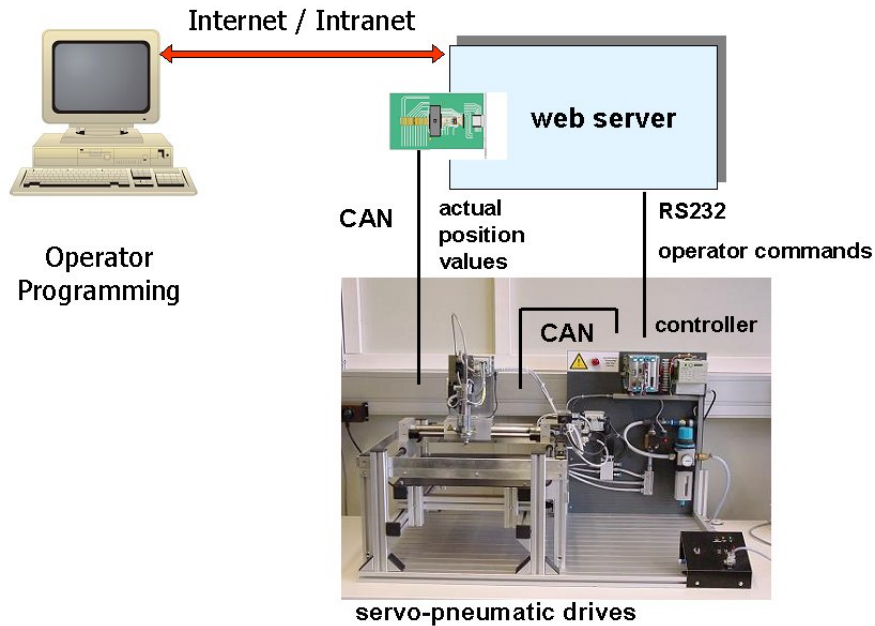 Internet / Intranet
web server
CAN
actual
position
values
RS232
operator commands
Operator
Programming
CAN
controller
servo-pneumatic drives